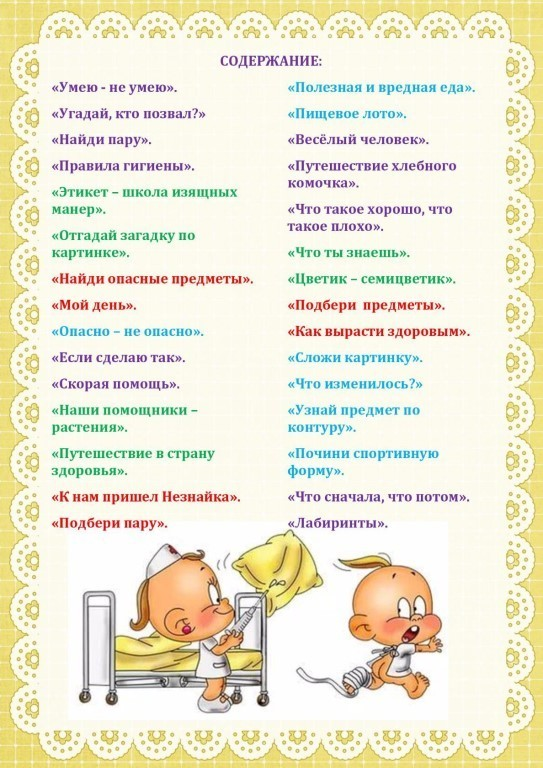 СОДЕРЖАНИЕ:
«Умею - не умею».
«Угадай, кто позвал?»
«Найди пару».
«Правила гигиены».
«Этикет – школа изящных
манер».
«Отгадай загадку по
картинке».
«Найди опасные предметы».
«Мой день».
«Опасно – не опасно».
«Если сделаю так».
«Скорая помощь».
«Наши помощники –
растения».
«Путешествие в страну
здоровья».
«К нам пришел Незнайка».
«Подбери пару».
«Полезная и вредная еда».
«Пищевое лото».
«Весёлый человек».
«Путешествие хлебного
комочка».
«Что такое хорошо, что
такое плохо».
«Что ты знаешь».
«Цветик – семицветик».
«Подбери предметы».
«Как вырасти здоровым».
«Сложи картинку».
«Что изменилось?»
«Узнай предмет по
контуру».
«Почини спортивную
форму».
«Что сначала, что потом».
«Лабиринты».